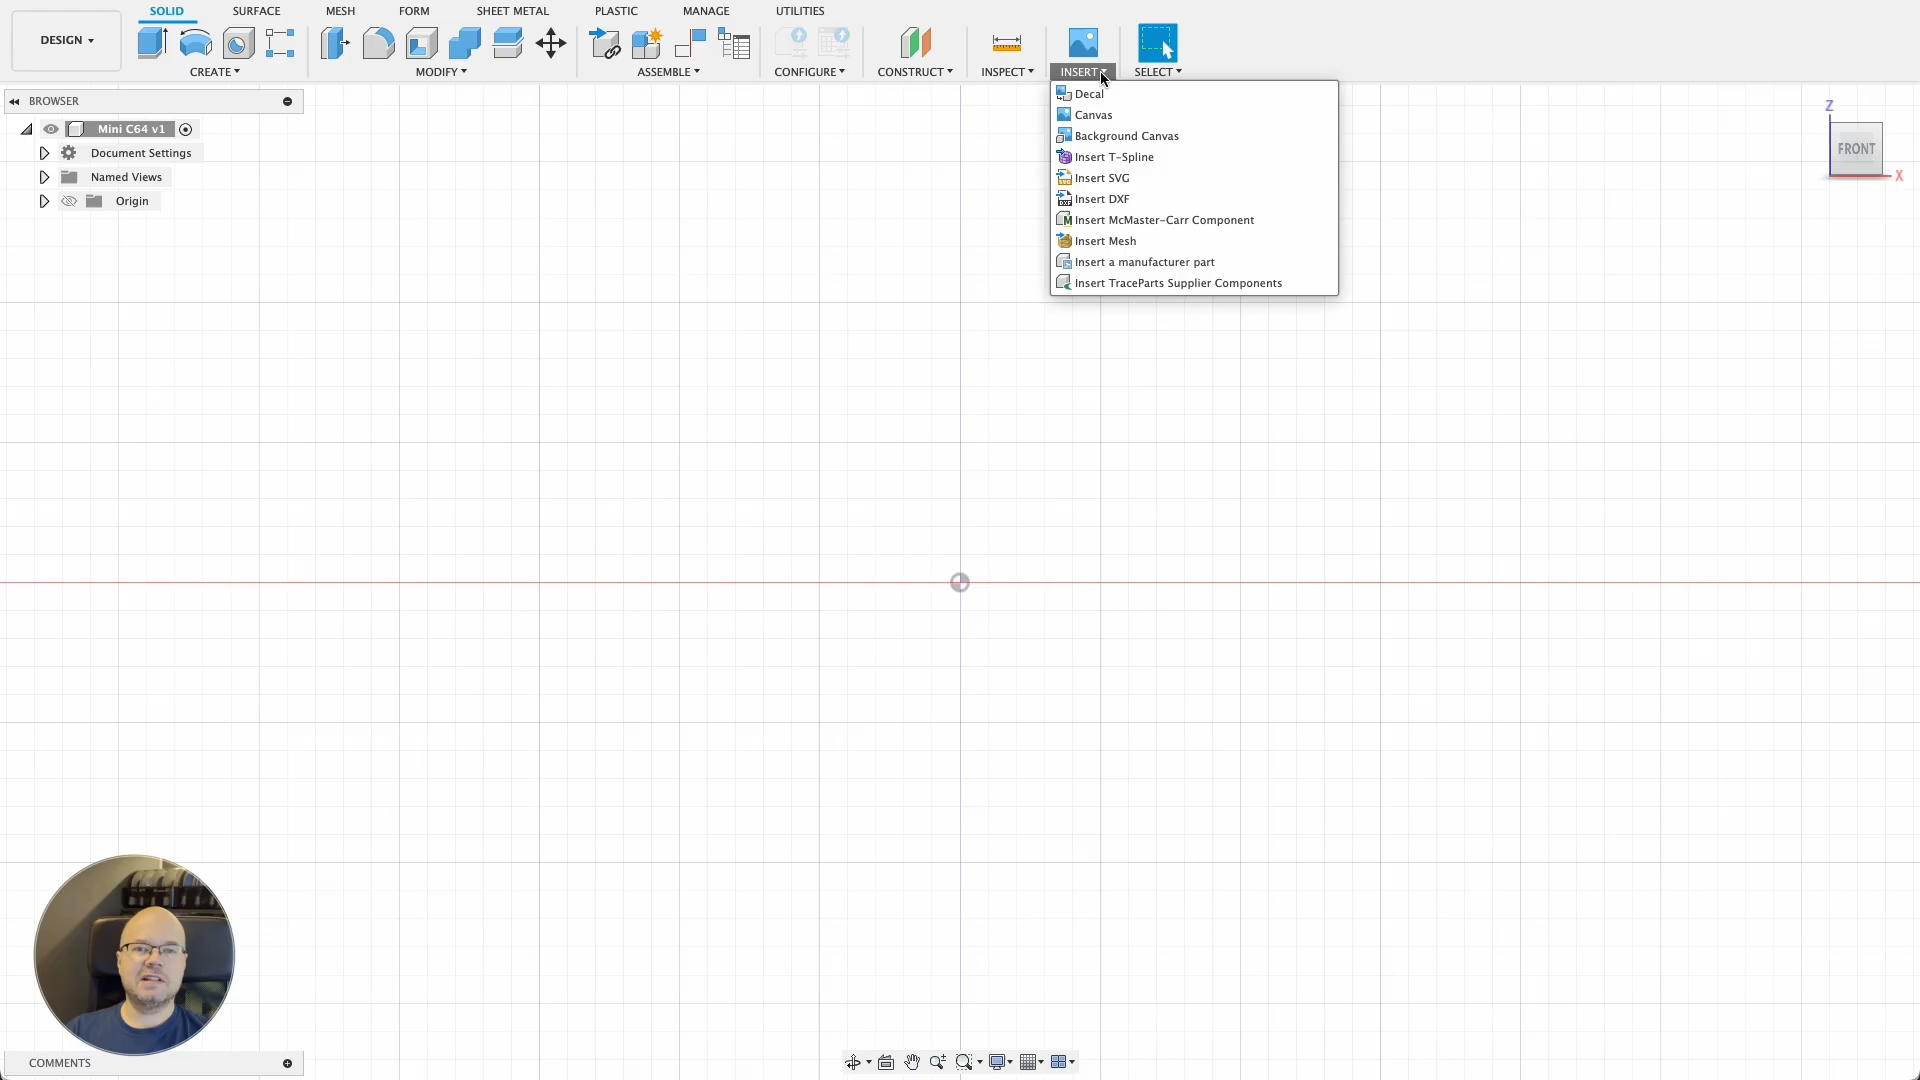 DESIGN
SOLID
SURFACE
MESH
FORM
SHEET METAL
PLASTIC
MANAGE
UTILITIES
CREATE
MODIFY
ASSEMBLE
CONFIGURE
CONSTRUCT
INSPECT
INSERT
SELECT
BROWSER
Mini C64 v1
Document Settings
Named Views
Origin
Decal
Canvas
Background Canvas
Insert T-Spline
Insert SVG
Insert DXF
Insert McMaster-Carr Component
Insert Mesh
Insert a manufacturer part
Insert TraceParts Supplier Components
Z
FRONT
X
COMMENTS